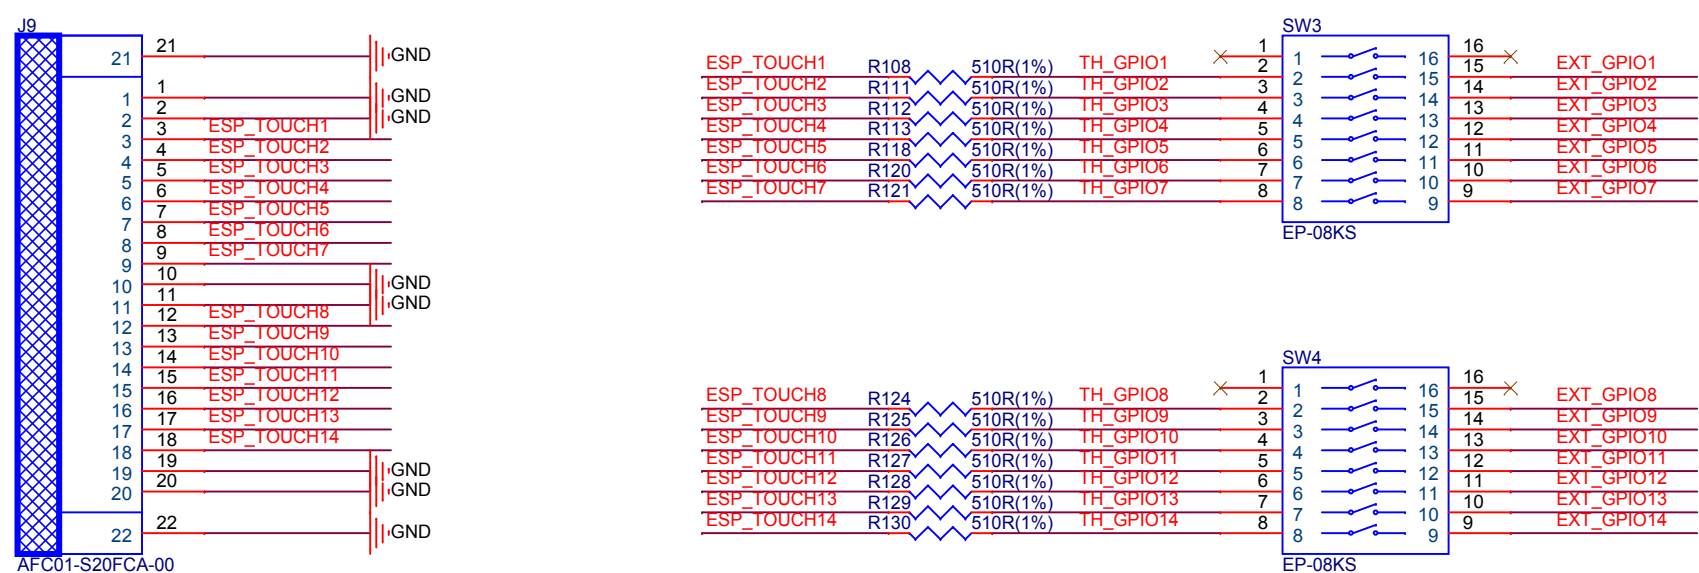 J9
21 21 GND
1 1 GND
2 2 GND
3 3 ESP_TOUCH1
4 4 ESP_TOUCH2
5 5 ESP_TOUCH3
6 6 ESP_TOUCH4
7 7 ESP_TOUCH5
8 8 ESP_TOUCH6
9 9 ESP_TOUCH7
10 10 GND
11 11 GND
12 12 ESP_TOUCH8
13 13 ESP_TOUCH9
14 14 ESP_TOUCH10
15 15 ESP_TOUCH11
16 16 ESP_TOUCH12
17 17 ESP_TOUCH13
18 18 ESP_TOUCH14
19 19 GND
20 20 GND
22 22 GND
AFC01-S20FCA-00
SW3
1 1 16 16
ESP_TOUCH1 R108 510R(1%) TH_GPIO1 2 2 15 15 EXT_GPIO1
ESP_TOUCH2 R111 510R(1%) TH_GPIO2 3 3 14 14 EXT_GPIO2
ESP_TOUCH3 R112 510R(1%) TH_GPIO3 4 4 13 13 EXT_GPIO3
ESP_TOUCH4 R113 510R(1%) TH_GPIO4 5 5 12 12 EXT_GPIO4
ESP_TOUCH5 R118 510R(1%) TH_GPIO5 6 6 11 11 EXT_GPIO5
ESP_TOUCH6 R120 510R(1%) TH_GPIO6 7 7 10 10 EXT_GPIO6
ESP_TOUCH7 R121 510R(1%) TH_GPIO7 8 8 9 9 EXT_GPIO7
EP-08KS
SW4
1 1 16 16
ESP_TOUCH8 R124 510R(1%) TH_GPIO8 2 2 15 15 EXT_GPIO8
ESP_TOUCH9 R125 510R(1%) TH_GPIO9 3 3 14 14 EXT_GPIO9
ESP_TOUCH10 R126 510R(1%) TH_GPIO10 4 4 13 13 EXT_GPIO10
ESP_TOUCH11 R127 510R(1%) TH_GPIO11 5 5 12 12 EXT_GPIO11
ESP_TOUCH12 R128 510R(1%) TH_GPIO12 6 6 11 11 EXT_GPIO12
ESP_TOUCH13 R129 510R(1%) TH_GPIO13 7 7 10 10 EXT_GPIO13
ESP_TOUCH14 R130 510R(1%) TH_GPIO14 8 8 9 9 EXT_GPIO14
EP-08KS